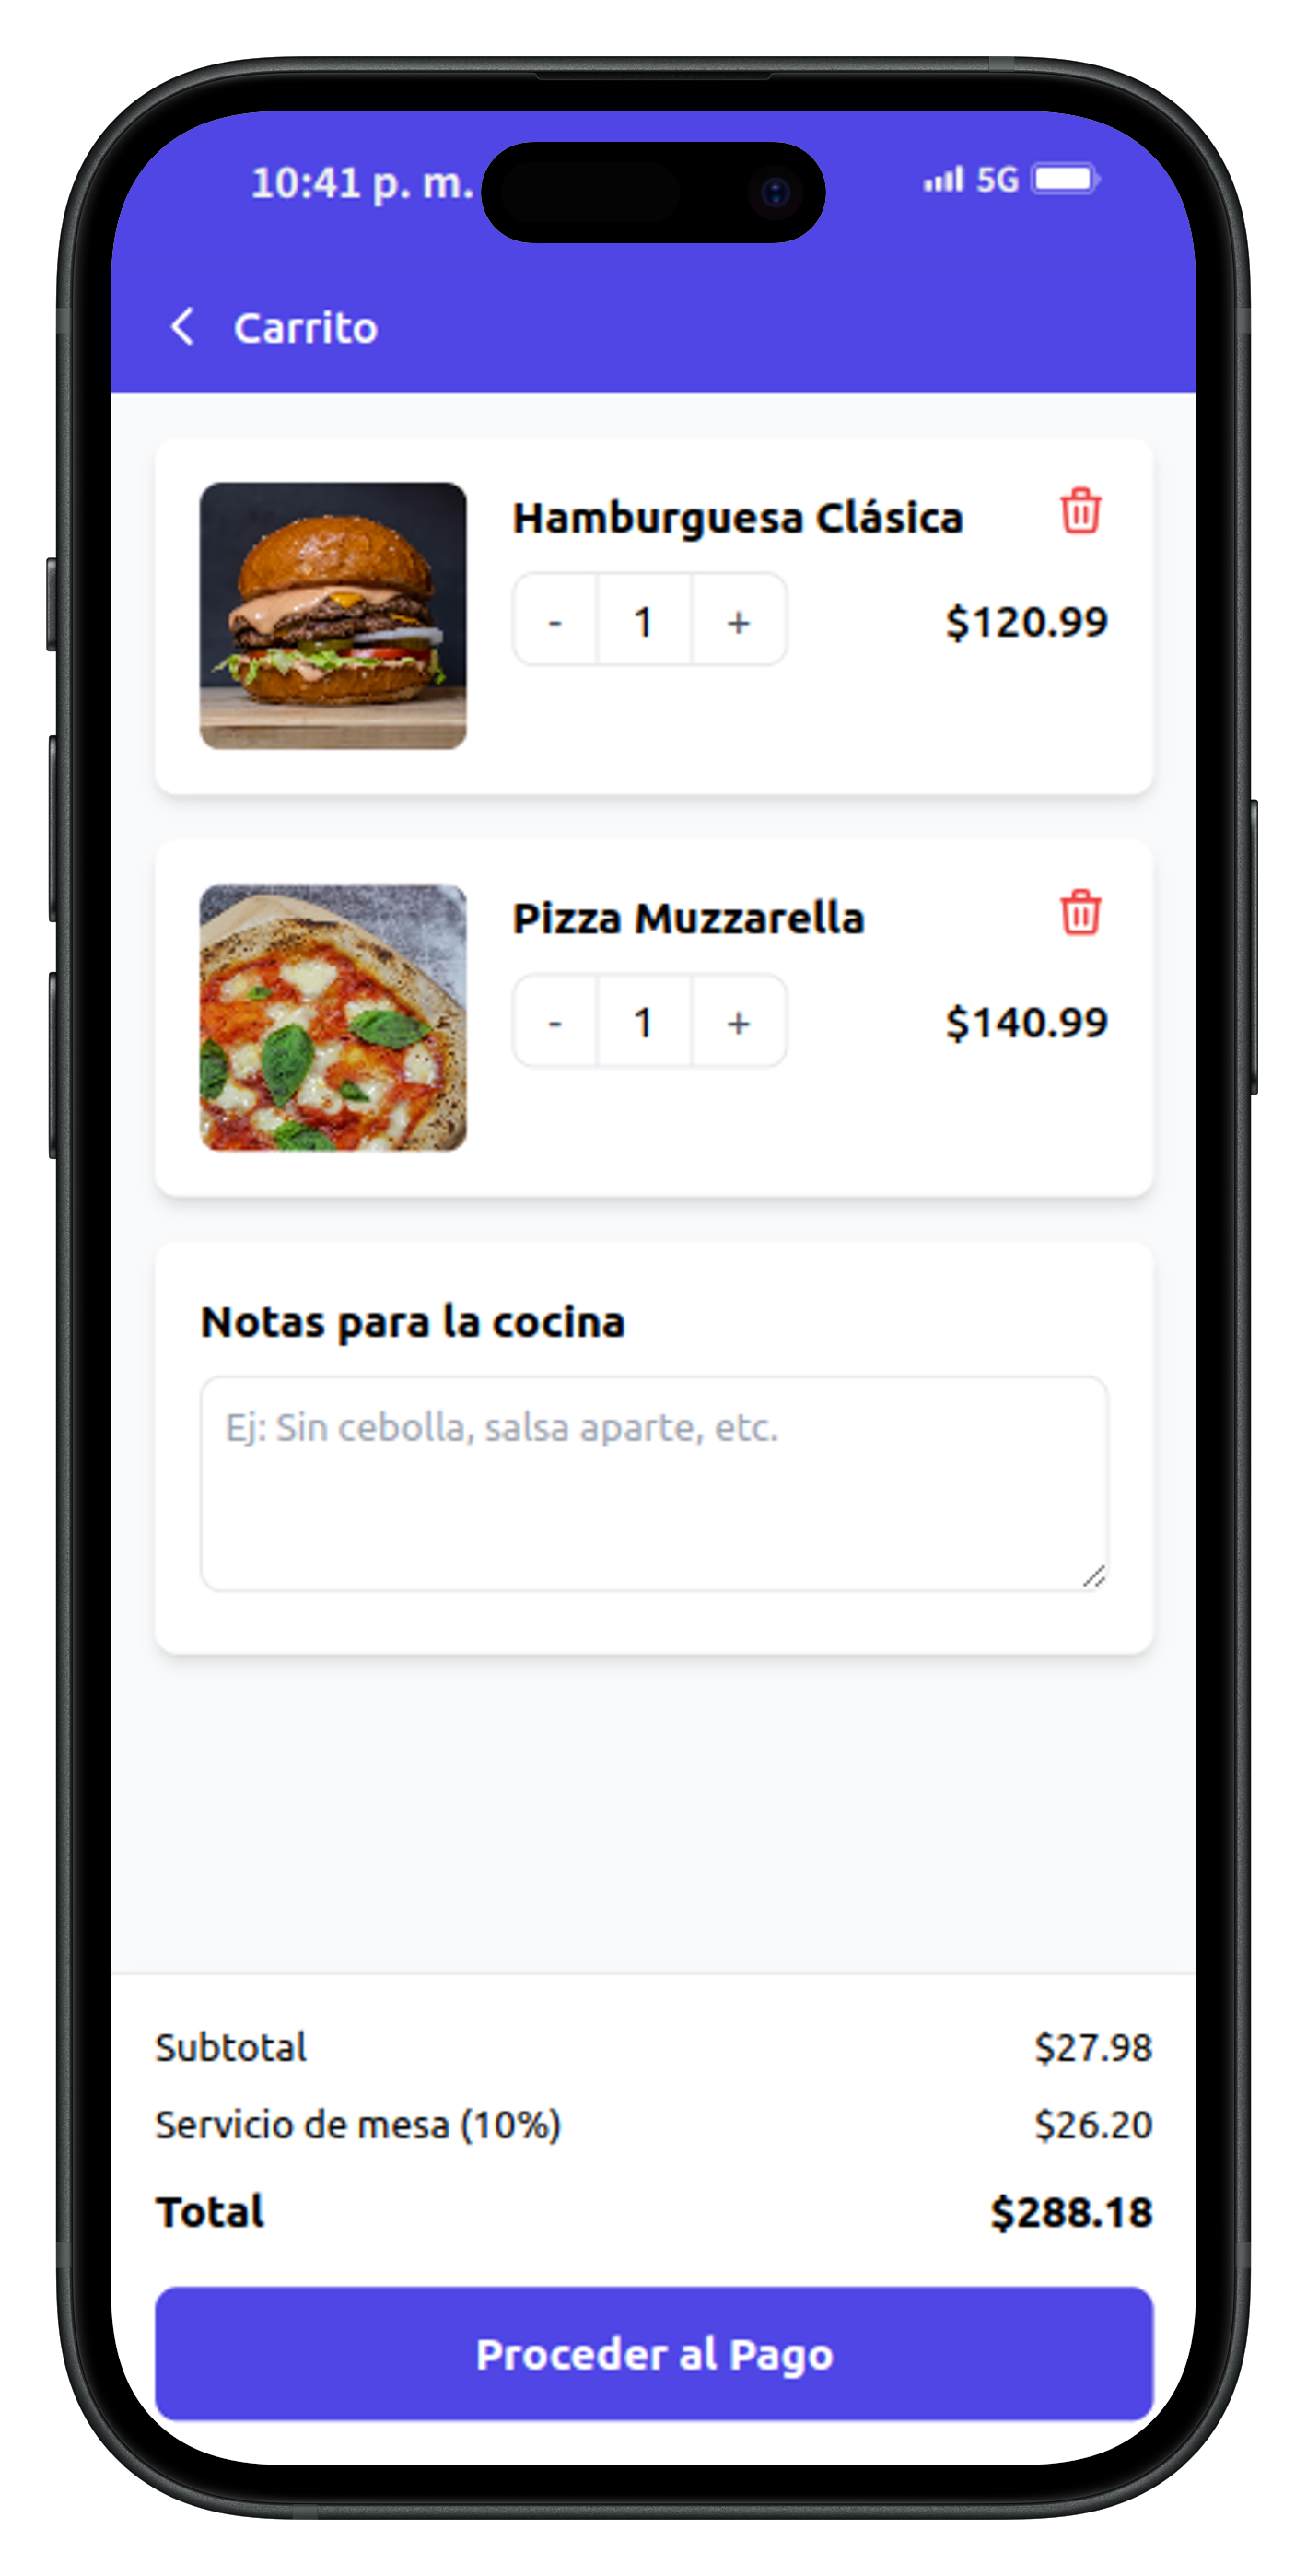 10:41 p. m.
5G
Carrito
Hamburguesa Clásica
- 1 +
$120.99
Pizza Muzzarella
- 1 +
$140.99
Notas para la cocina
Ej: Sin cebolla, salsa aparte, etc.
Subtotal $27.98
Servicio de mesa (10%) $26.20
Total $288.18
Proceder al Pago